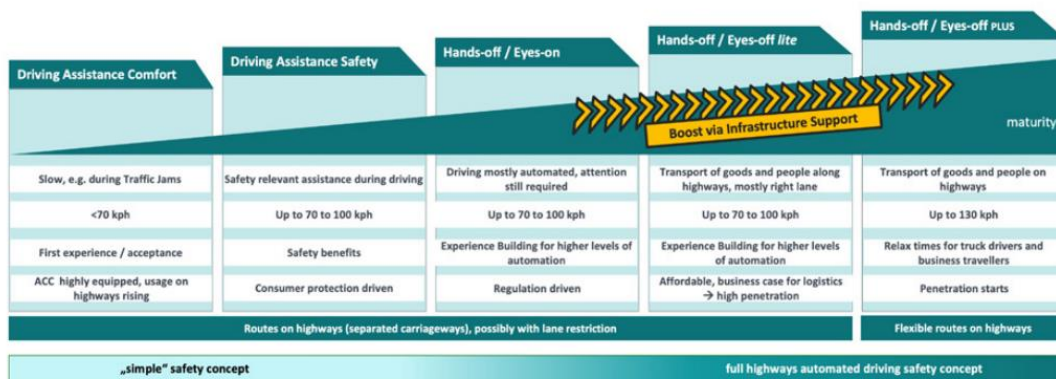 Driving Assistance Comfort
Driving Assistance Safety
Hands-off / Eyes-on
Hands-off / Eyes-off lite
Hands-off / Eyes-off PLUS
Boost via Infrastructure Support
maturity
Slow, e.g. during Traffic Jams
Safety relevant assistance during driving
Driving mostly automated, attention
still required
Transport of goods and people along
highways, mostly right lane
Transport of goods and people on
highways
<70 kph
Up to 70 to 100 kph
Up to 70 to 100 kph
Up to 70 to 100 kph
Up to 130 kph
First experience / acceptance
Safety benefits
Experience Building for higher levels of
automation
Experience Building for higher levels
of automation
Relax times for truck drivers and
business travellers
ACC highly equipped, usage on
highways rising
Consumer protection driven
Regulation driven
Affordable, business case for logistics
→ high penetration
Penetration starts
Routes on highways (separated carriageways), possibly with lane restriction
Flexible routes on highways
„simple“ safety concept
full highways automated driving safety concept